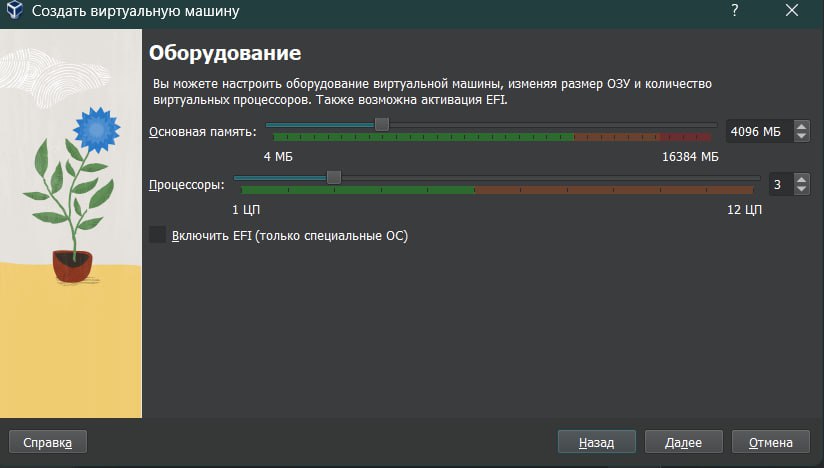 Создать виртуальную машину
?
Оборудование
Вы можете настроить оборудование виртуальной машины, изменяя размер ОЗУ и количество
виртуальных процессоров. Также возможна активация EFI.
Основная память:
4096 МБ
4 МБ
16384 МБ
Процессоры:
3
1 ЦП
12 ЦП
Включить EFI (только специальные ОС)
Справка
Назад
Далее
Отмена